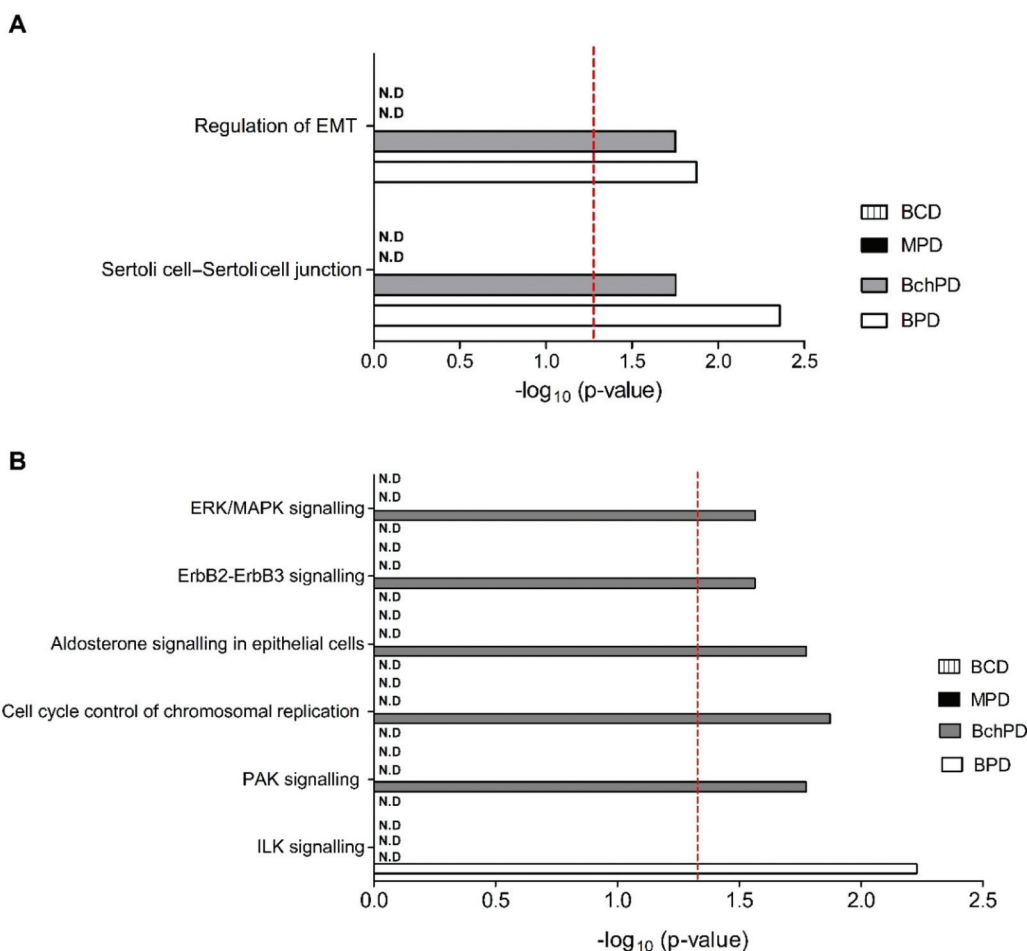 A
N.D
N.D
Regulation of EMT
N.D
N.D
Sertoli cell–Sertoli cell junction
BCD
MPD
BchPD
BPD
0.0 0.5 1.0 1.5 2.0 2.5
-log10 (p-value)
B
N.D
N.D
ERK/MAPK signalling
N.D
N.D
N.D
ErbB2-ErbB3 signalling
N.D
N.D
N.D
Aldosterone signalling in epithelial cells
N.D
N.D
N.D
Cell cycle control of chromosomal replication
N.D
N.D
N.D
PAK signalling
N.D
N.D
N.D
ILK signalling
N.D
BCD
MPD
BchPD
BPD
0.0 0.5 1.0 1.5 2.0 2.5
-log10 (p-value)